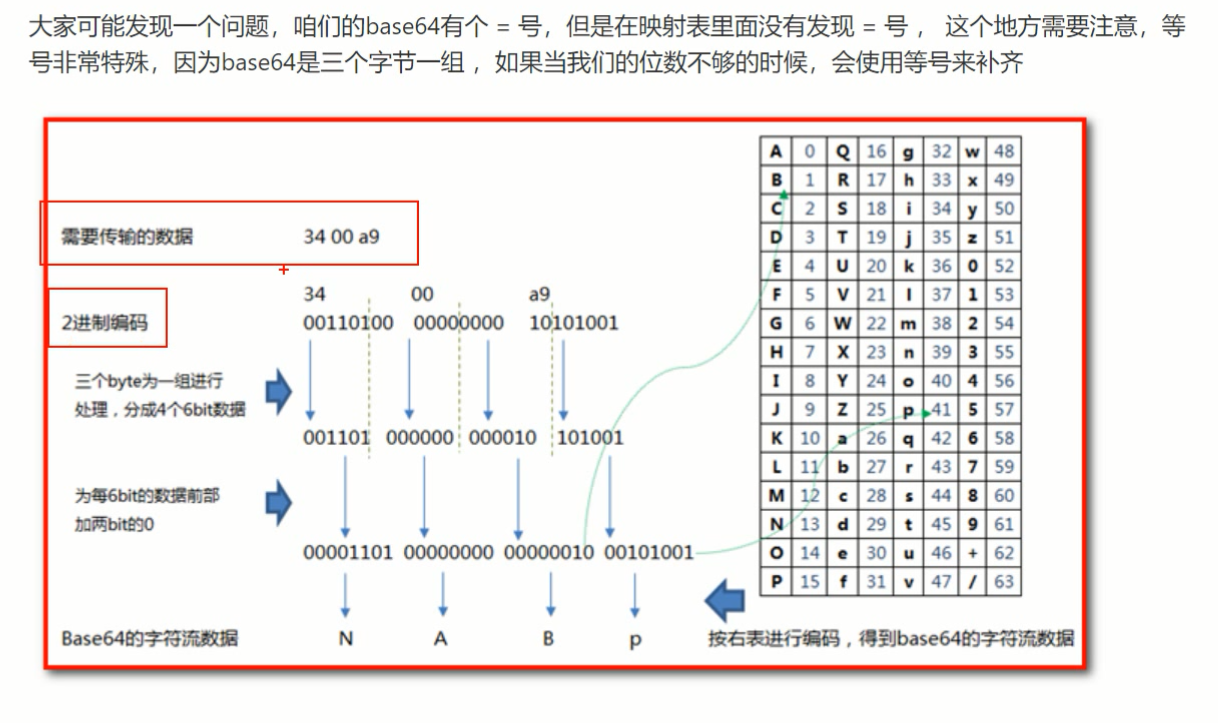 大家可能发现一个问题，咱们的base64有个 = 号，但是在映射表里面没有发现 = 号 ， 这个地方需要注意，等
号非常特殊，因为base64是三个字节一组 ，如果当我们的位数不够的时候，会使用等号来补齐
需要传输的数据 34 00 a9
34 00 a9
2进制编码 00110100 00000000 10101001
三个byte为一组进行
处理，分成4个6bit数据
001101 000000 000010 101001
为每6bit的数据前部
加两bit的0
00001101 00000000 00000010 00101001
Base64的字符流数据 N A B p
A 0 Q 16 g 32 w 48
B 1 R 17 h 33 x 49
C 2 S 18 i 34 y 50
D 3 T 19 j 35 z 51
E 4 U 20 k 36 0 52
F 5 V 21 l 37 1 53
G 6 W 22 m 38 2 54
H 7 X 23 n 39 3 55
I 8 Y 24 o 40 4 56
J 9 Z 25 p 41 5 57
K 10 a 26 q 42 6 58
L 11 b 27 r 43 7 59
M 12 c 28 s 44 8 60
N 13 d 29 t 45 9 61
O 14 e 30 u 46 + 62
P 15 f 31 v 47 / 63
按右表进行编码，得到base64的字符流数据